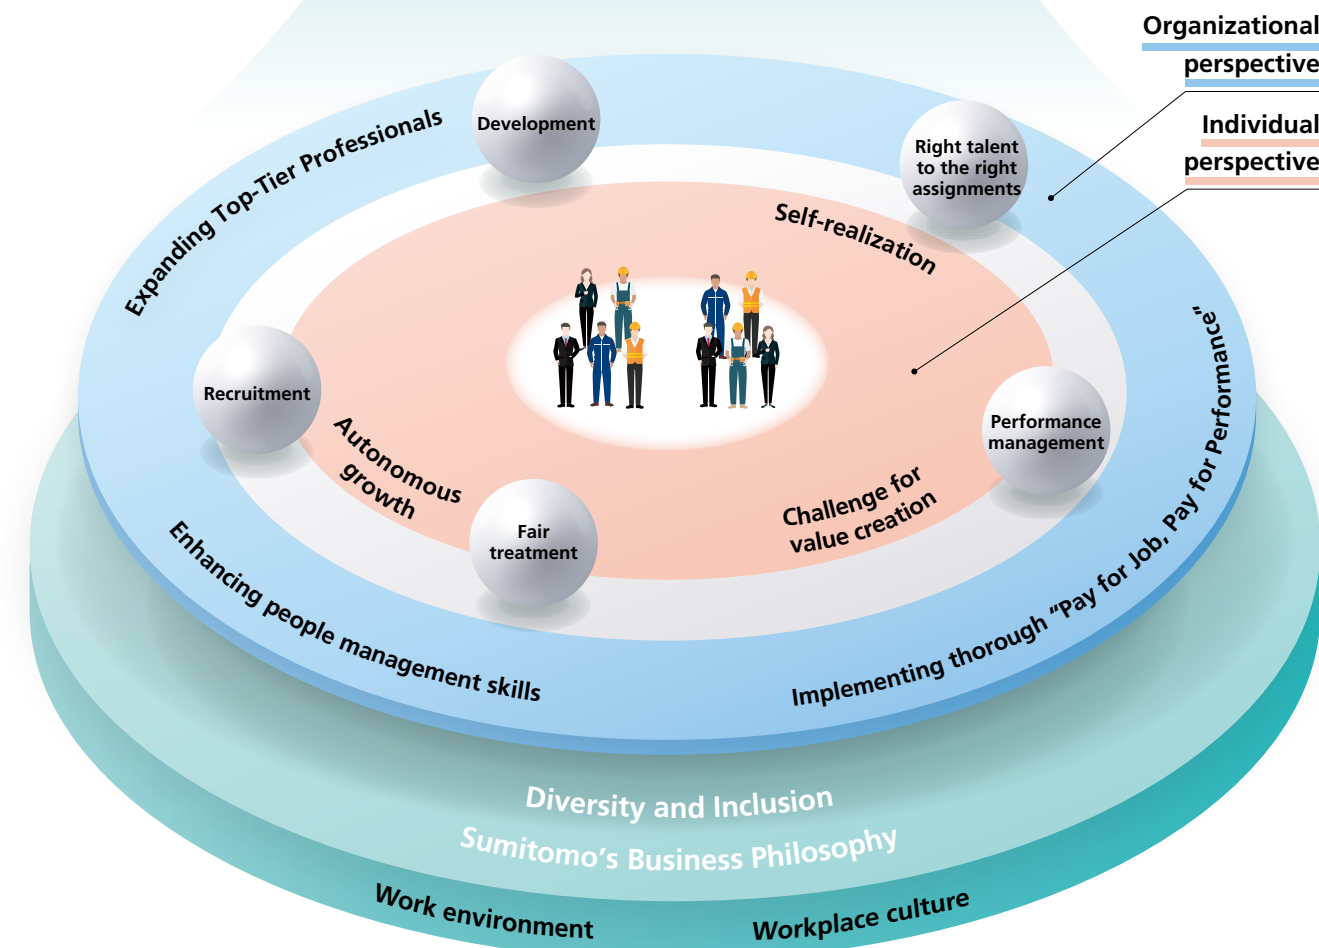 Organizational
perspective
Individual
perspective
Development
Right talent
to the right
assignments
Expanding Top-Tier Professionals
Self-realization
Recruitment
Performance
management
Autonomous
growth
Fair
treatment
Challenge for
value creation
Enhancing people management skills
Implementing thorough “Pay for Job, Pay for Performance”
Diversity and Inclusion
Sumitomo’s Business Philosophy
Work environment
Workplace culture